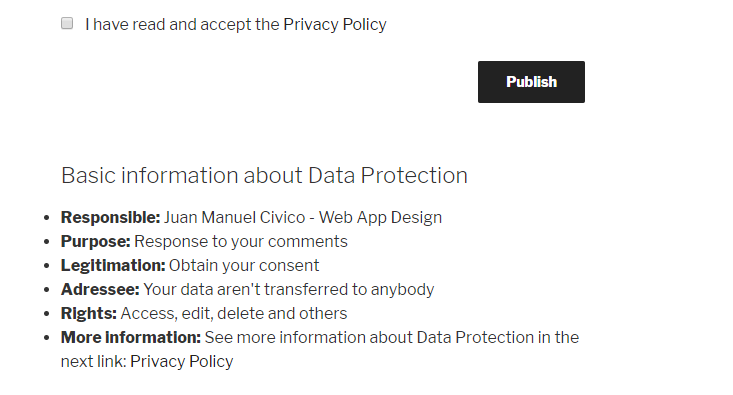 I have read and accept the Privacy Policy
Publish
Basic information about Data Protection
Responsible: Juan Manuel Civico - Web App Design
Purpose: Response to your comments
Legitimation: Obtain your consent
Adressee: Your data aren't transferred to anybody
Rights: Access, edit, delete and others
More information: See more information about Data Protection in the
next link: Privacy Policy